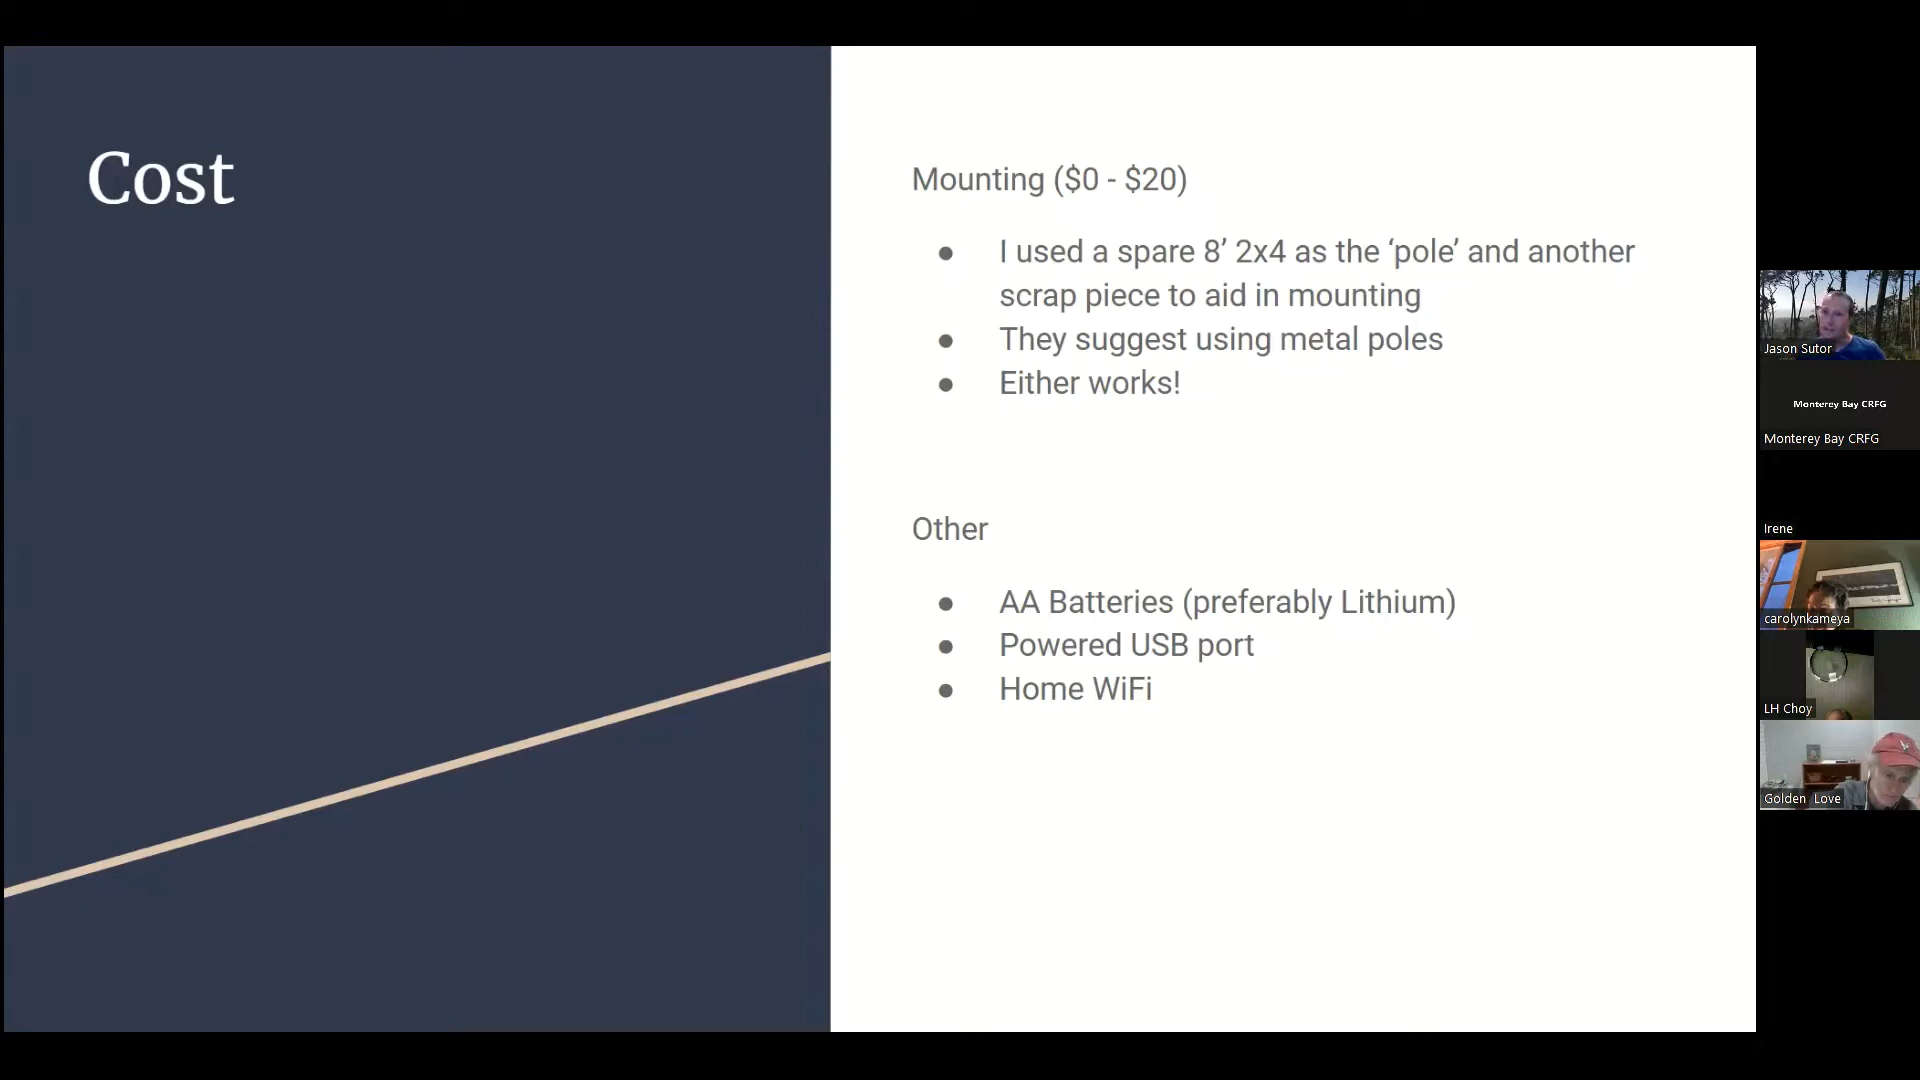 Cost
Mounting ($0 - $20)
● I used a spare 8’ 2x4 as the ‘pole’ and another
scrap piece to aid in mounting
● They suggest using metal poles
● Either works!
Other
● AA Batteries (preferably Lithium)
● Powered USB port
● Home WiFi
Jason Sutor
Monterey Bay CRFG
Monterey Bay CRFG
Irene
carolynkameya
LH Choy
Golden Love